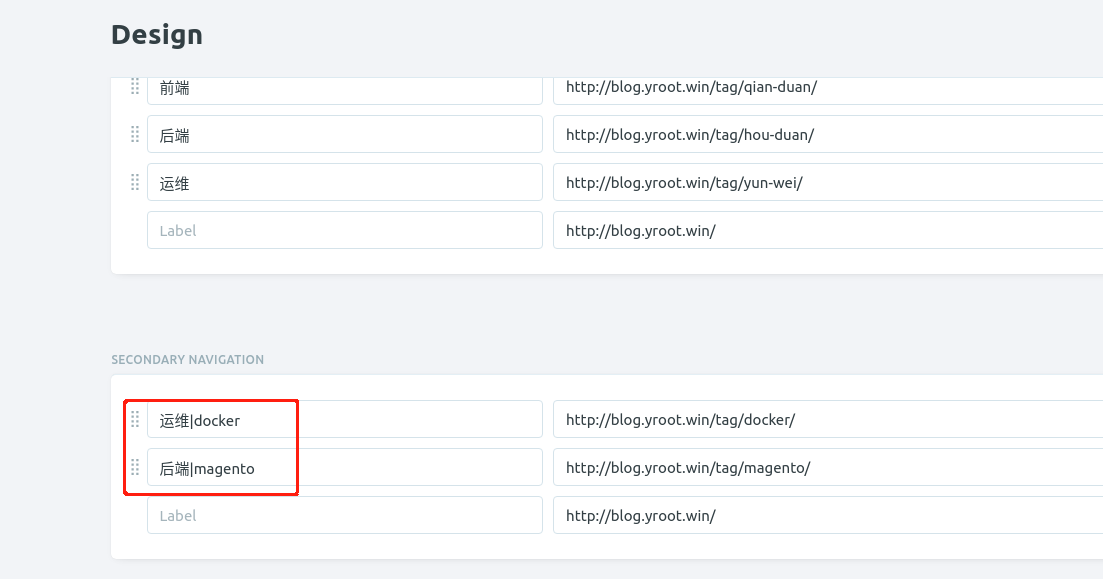 Design
前端 http://blog.yroot.win/tag/qian-duan/
后端 http://blog.yroot.win/tag/hou-duan/
运维 http://blog.yroot.win/tag/yun-wei/
Label http://blog.yroot.win/
SECONDARY NAVIGATION
运维|docker http://blog.yroot.win/tag/docker/
后端|magento http://blog.yroot.win/tag/magento/
Label http://blog.yroot.win/